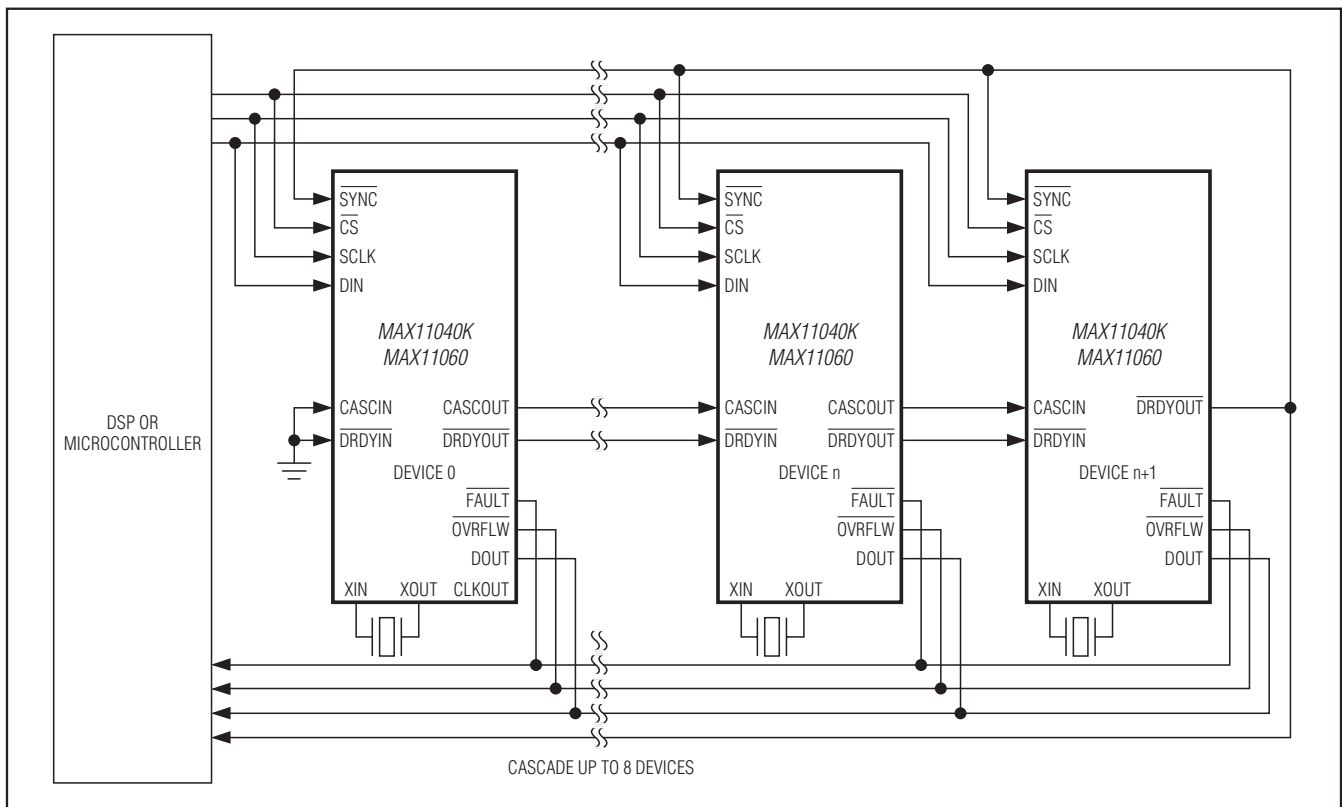 DSP OR
MICROCONTROLLER
SYNC
CS
SCLK
DIN
MAX11040K
MAX11060
CASCIN CASCOUT
DRDYIN DRDYOUT
DEVICE 0
FAULT
OVRFLW
DOUT
XIN XOUT CLKOUT
SYNC
CS
SCLK
DIN
MAX11040K
MAX11060
CASCIN CASCOUT
DRDYIN DRDYOUT
DEVICE n
FAULT
OVRFLW
DOUT
XIN XOUT
SYNC
CS
SCLK
DIN
MAX11040K
MAX11060
CASCIN DRDYOUT
DRDYIN
DEVICE n+1
FAULT
OVRFLW
DOUT
XIN XOUT
CASCADE UP TO 8 DEVICES